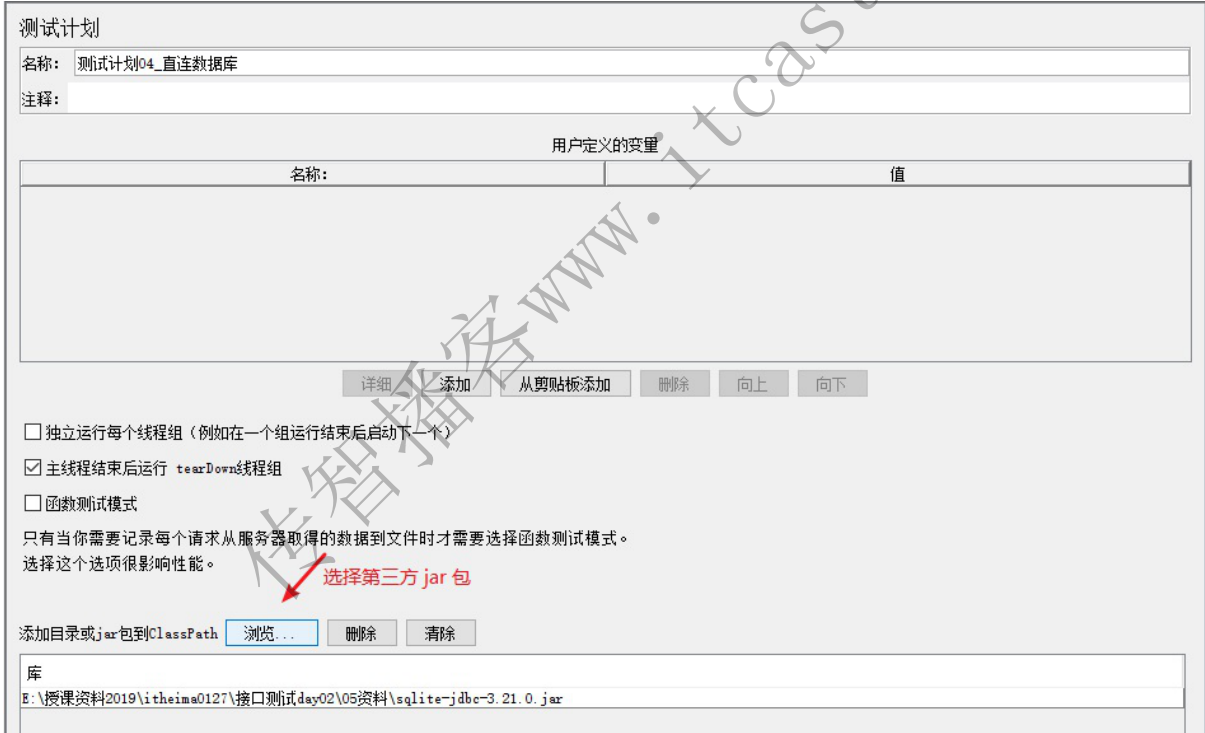 测试计划
名称: 测试计划04_直连数据库
注释:
用户定义的变量
名称: 值
详细 添加 从剪贴板添加 删除 向上 向下
独立运行每个线程组（例如在一个组运行结束后启动下一个）
主线程结束后运行 tearDown线程组
函数测试模式
只有当你需要记录每个请求从服务器取得的数据到文件时才需要选择函数测试模式。
选择这个选项很影响性能。
选择第三方 jar 包
添加目录或jar包到ClassPath 浏览... 删除 清除
库
E:\授课资料2019\itheima0127\接口测试day02\05资料\sqlite-jdbc-3.21.0.jar
传智播客www.itcas